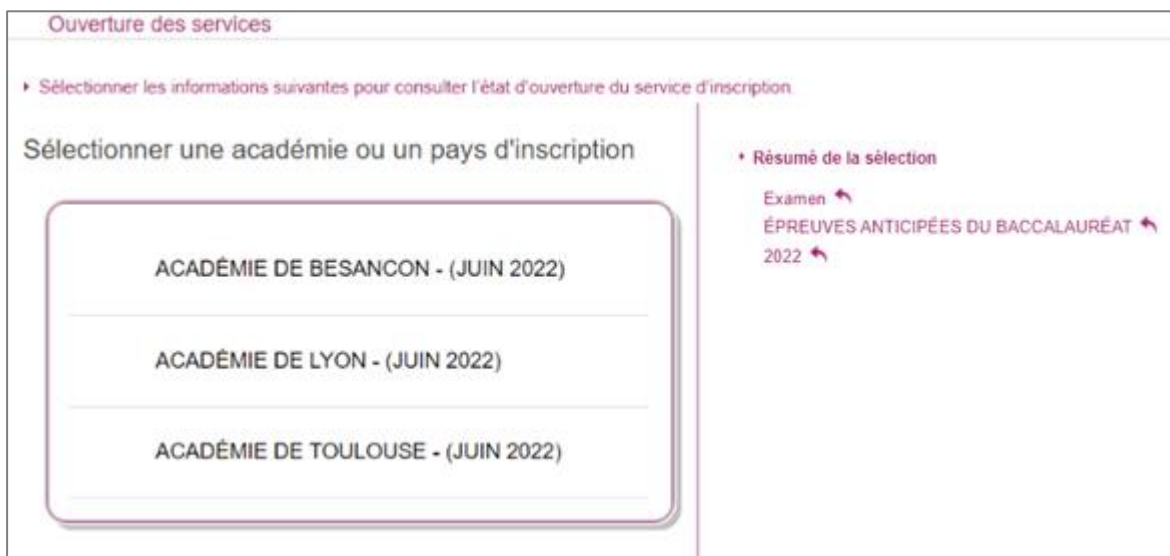 Ouverture des services
Sélectionner les informations suivantes pour consulter l'état d'ouverture du service d'inscription.
Sélectionner une académie ou un pays d'inscription
ACADÉMIE DE BESANCON - (JUIN 2022)
ACADÉMIE DE LYON - (JUIN 2022)
ACADÉMIE DE TOULOUSE - (JUIN 2022)
Résumé de la sélection
Examen
ÉPREUVES ANTICIPÉES DU BACCALAURÉAT
2022